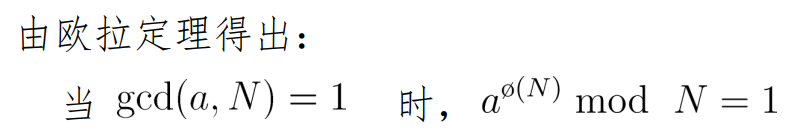 由欧拉定理得出：
当 gcd(a, N) = 1 时，a^{ø(N)} mod N = 1